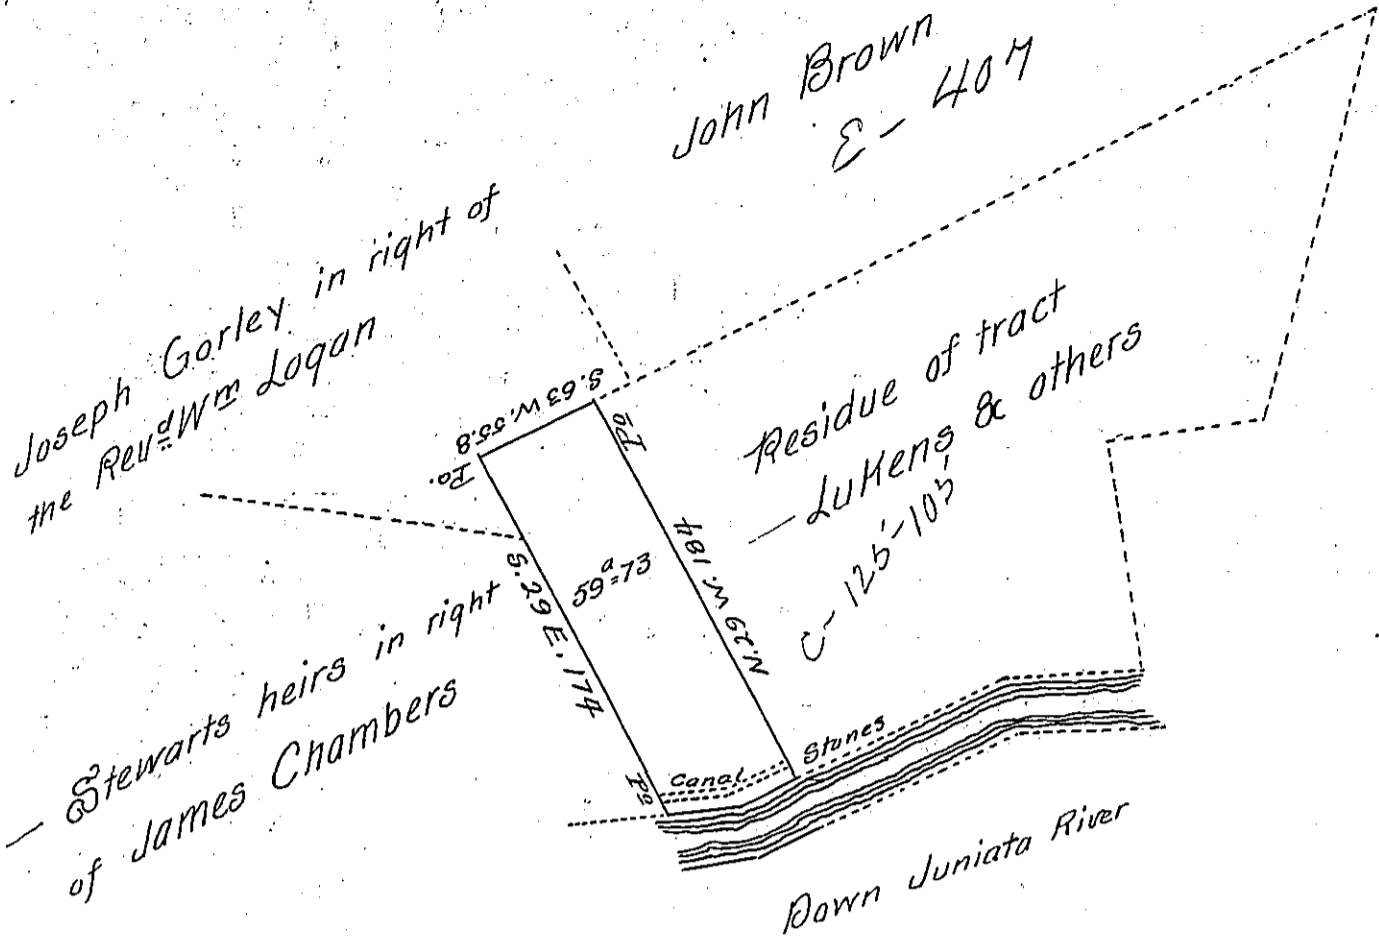 John Brown
E- 407
Joseph Gorley in right of
the Revd Wm Logan
S. 63 W. 55.8
Po.
Po
Residue of tract
— Lukens & others
C- 125-103
59a=73
S. 29 E. 174
N. 29 W. 184
— Stewarts heirs in right
of James Chambers
Po
Canal
Stones
Down Juniata River